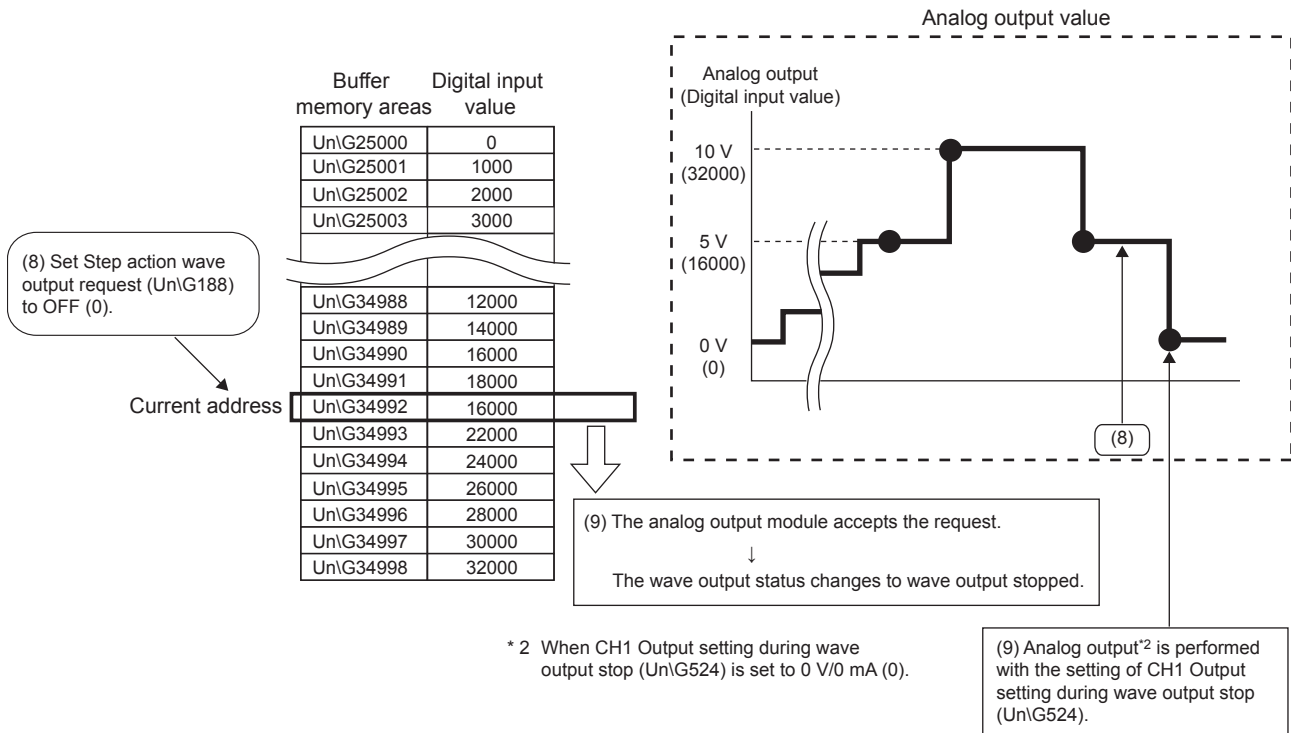 Analog output value
Buffer memory areas
Digital input value
Un\G25000 0
Un\G25001 1000
Un\G25002 2000
Un\G25003 3000
Un\G34988 12000
Un\G34989 14000
Un\G34990 16000
Un\G34991 18000
Un\G34992 16000
Un\G34993 22000
Un\G34994 24000
Un\G34995 26000
Un\G34996 28000
Un\G34997 30000
Un\G34998 32000
(8) Set Step action wave
output request (Un\G188)
to OFF (0).
Current address
Analog output
(Digital input value)
10 V
(32000)
5 V
(16000)
0 V
(0)
(8)
(9) The analog output module accepts the request.
↓
The wave output status changes to wave output stopped.
* 2 When CH1 Output setting during wave
output stop (Un\G524) is set to 0 V/0 mA (0).
(9) Analog output*2 is performed
with the setting of CH1 Output
setting during wave output stop
(Un\G524).